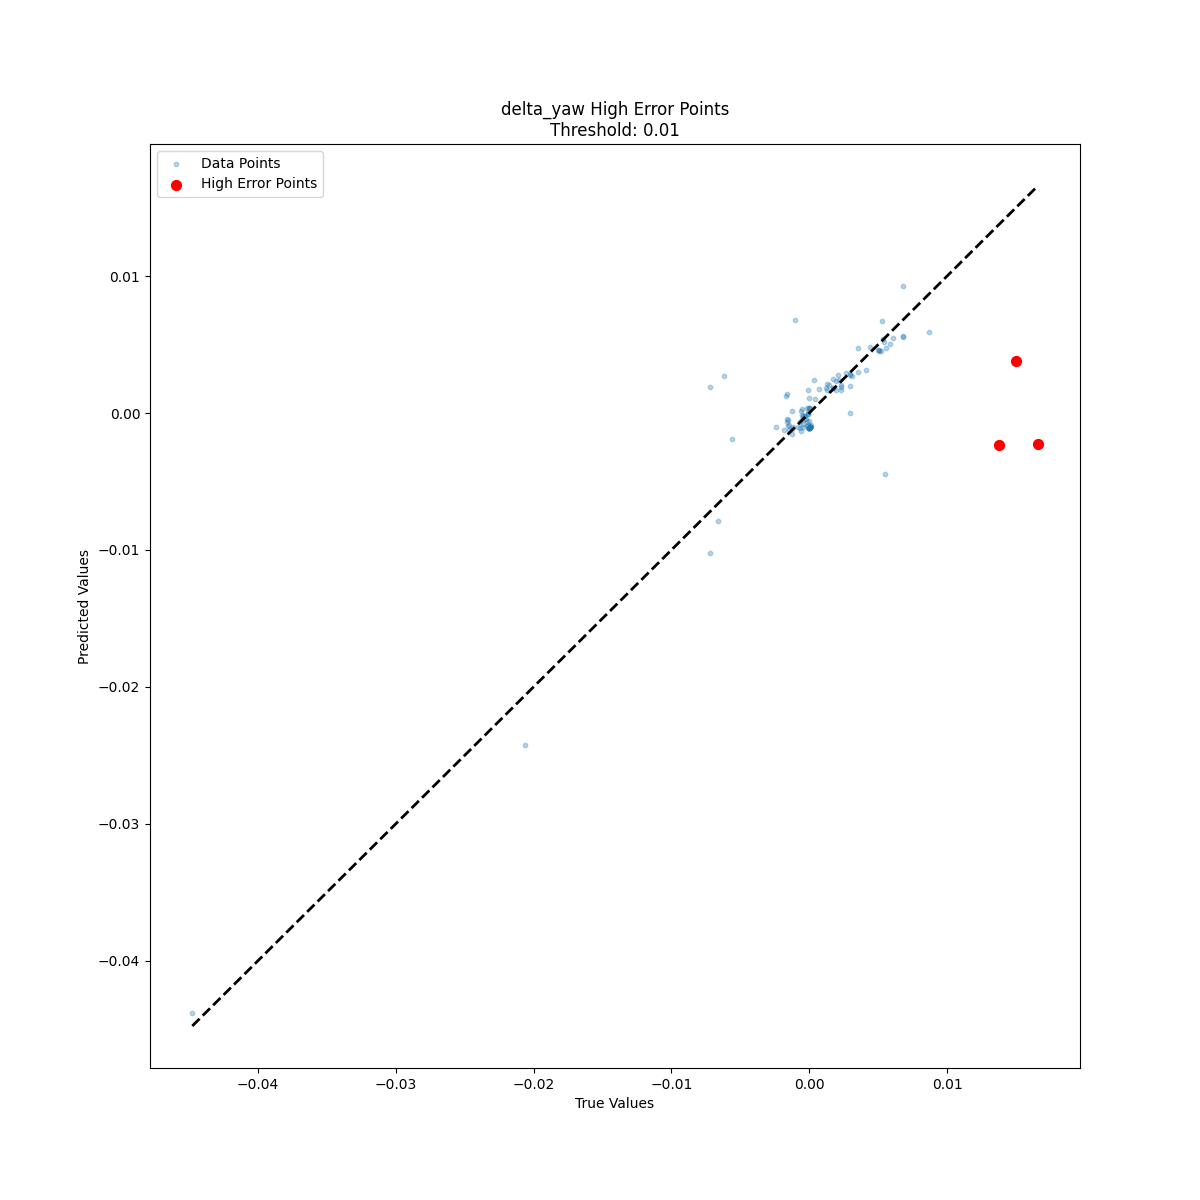 delta_yaw High Error Points
Threshold: 0.01
Data Points
High Error Points
0.01
0.00
−0.01
−0.02
−0.03
−0.04
Predicted Values
−0.04
−0.03
−0.02
−0.01
0.00
0.01
True Values